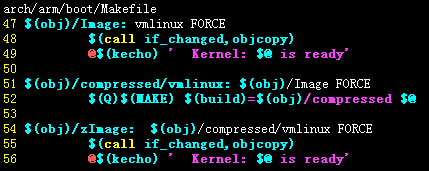 arch/arm/boot/Makefile
47 $(obj)/Image: vmlinux FORCE
48 $(call if_changed,objcopy)
49 @$(kecho) ' Kernel: $@ is ready'
50
51 $(obj)/compressed/vmlinux: $(obj)/Image FORCE
52 $(Q)$(MAKE) $(build)=$(obj)/compressed $@
53
54 $(obj)/zImage: $(obj)/compressed/vmlinux FORCE
55 $(call if_changed,objcopy)
56 @$(kecho) ' Kernel: $@ is ready'